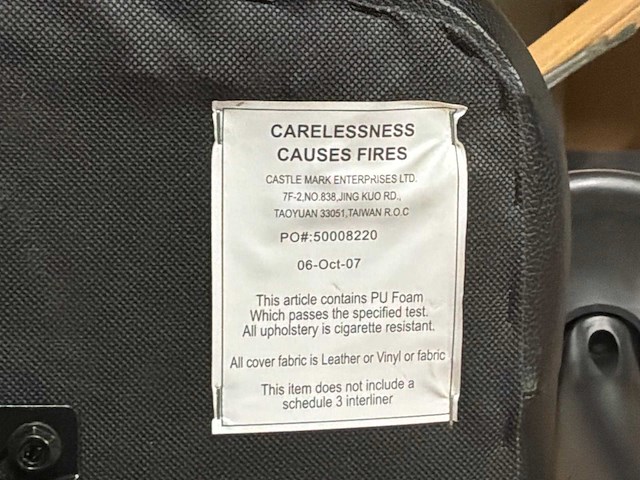 CARELESSNESS
CAUSES FIRES
CASTLE MARK ENTERPRISES LTD.
7F-2,NO.838,JING KUO RD.,
TAOYUAN 33051,TAIWAN R.O.C
PO#:50008220
06-Oct-07
This article contains PU Foam
Which passes the specified test.
All upholstery is cigarette resistant.
All cover fabric is Leather or Vinyl or fabric
This item does not include a
schedule 3 interliner